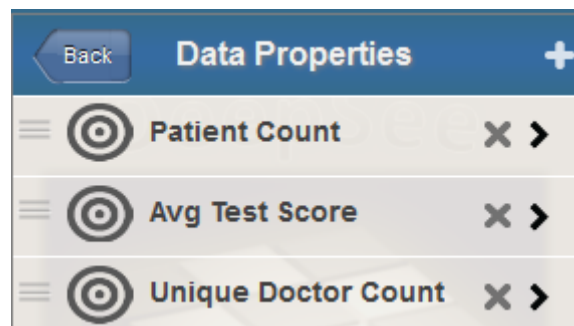 Back
Data Properties
Patient Count
Avg Test Score
Unique Doctor Count